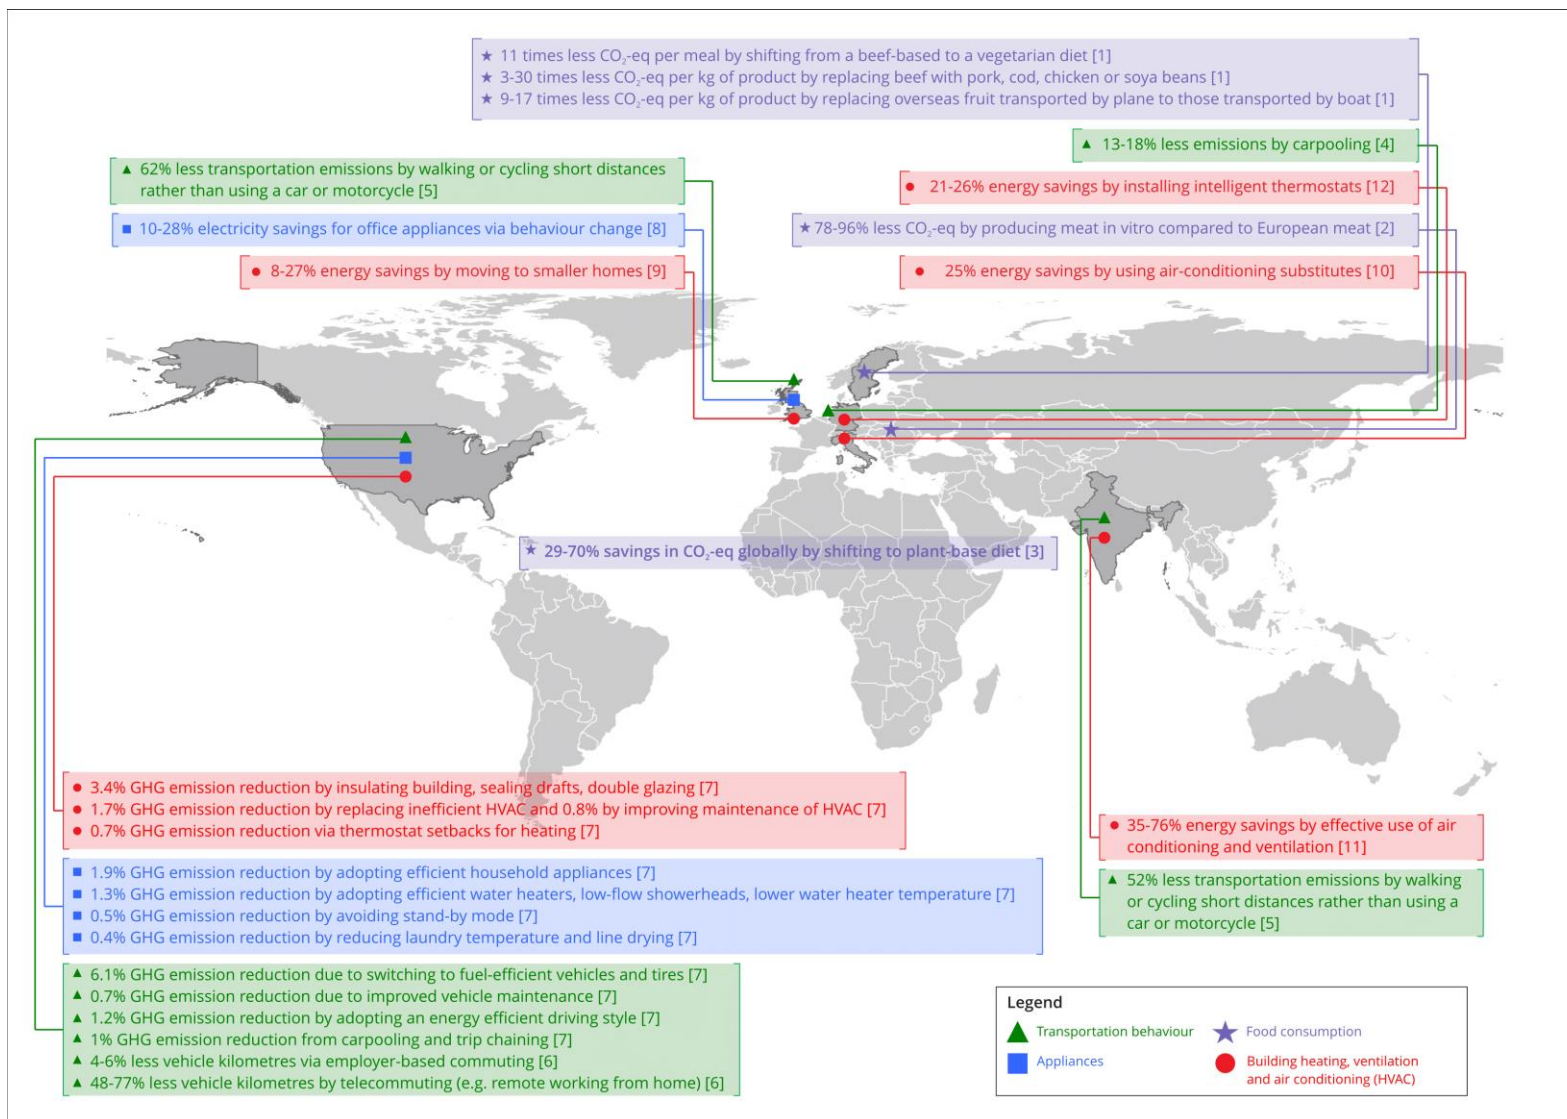 ★ 11 times less CO₂-eq per meal by shifting from a beef-based to a vegetarian diet [1]
★ 3-30 times less CO₂-eq per kg of product by replacing beef with pork, cod, chicken or soya beans [1]
★ 9-17 times less CO₂-eq per kg of product by replacing overseas fruit transported by plane to those transported by boat [1]
▲ 13-18% less emissions by carpooling [4]
▲ 62% less transportation emissions by walking or cycling short distances
rather than using a car or motorcycle [5]
● 21-26% energy savings by installing intelligent thermostats [12]
■ 10-28% electricity savings for office appliances via behaviour change [8]
★ 78-96% less CO₂-eq by producing meat in vitro compared to European meat [2]
● 8-27% energy savings by moving to smaller homes [9]
● 25% energy savings by using air-conditioning substitutes [10]
★ 29-70% savings in CO₂-eq globally by shifting to plant-base diet [3]
● 3.4% GHG emission reduction by insulating building, sealing drafts, double glazing [7]
● 1.7% GHG emission reduction by replacing inefficient HVAC and 0.8% by improving maintenance of HVAC [7]
● 0.7% GHG emission reduction via thermostat setbacks for heating [7]
■ 1.9% GHG emission reduction by adopting efficient household appliances [7]
■ 1.3% GHG emission reduction by adopting efficient water heaters, low-flow showerheads, lower water heater temperature [7]
■ 0.5% GHG emission reduction by avoiding stand-by mode [7]
■ 0.4% GHG emission reduction by reducing laundry temperature and line drying [7]
▲ 6.1% GHG emission reduction due to switching to fuel-efficient vehicles and tires [7]
▲ 0.7% GHG emission reduction due to improved vehicle maintenance [7]
▲ 1.2% GHG emission reduction by adopting an energy efficient driving style [7]
▲ 1% GHG emission reduction from carpooling and trip chaining [7]
▲ 4-6% less vehicle kilometres via employer-based commuting [6]
▲ 48-77% less vehicle kilometres by telecommuting (e.g. remote working from home) [6]
● 35-76% energy savings by effective use of air
conditioning and ventilation [11]
▲ 52% less transportation emissions by walking
or cycling short distances rather than using a
car or motorcycle [5]
Legend
▲ Transportation behaviour
★ Food consumption
■ Appliances
● Building heating, ventilation
and air conditioning (HVAC)